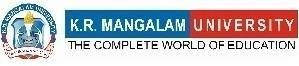 K.R. MANGALAM UNIVERSITY
THE COMPLETE WORLD OF EDUCATION